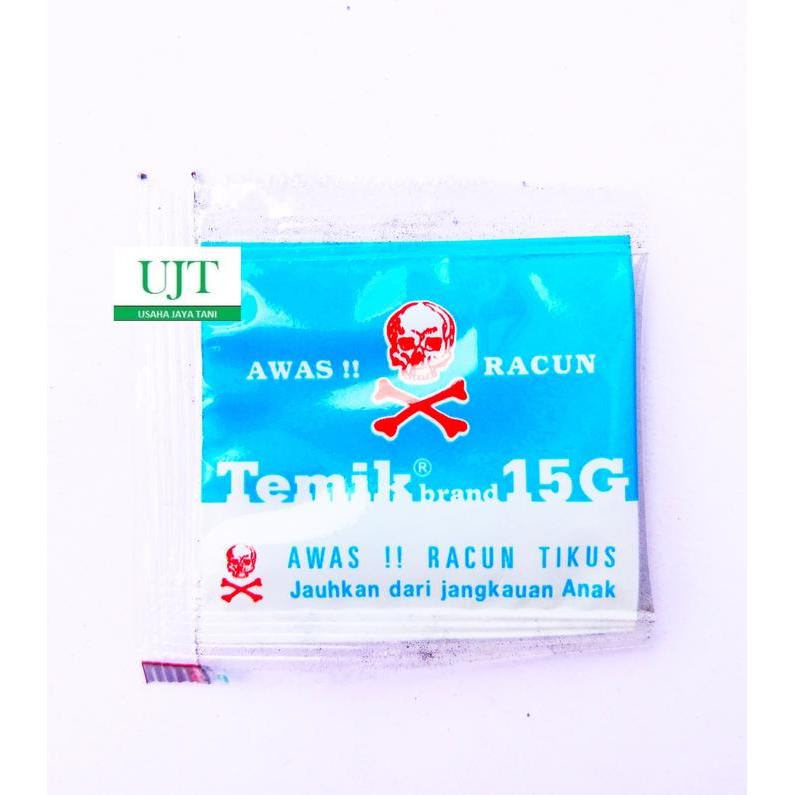 UJT
USAHA JAYA TANI
AWAS !! RACUN
Temik® brand 15G
AWAS !! RACUN TIKUS
Jauhkan dari jangkauan Anak